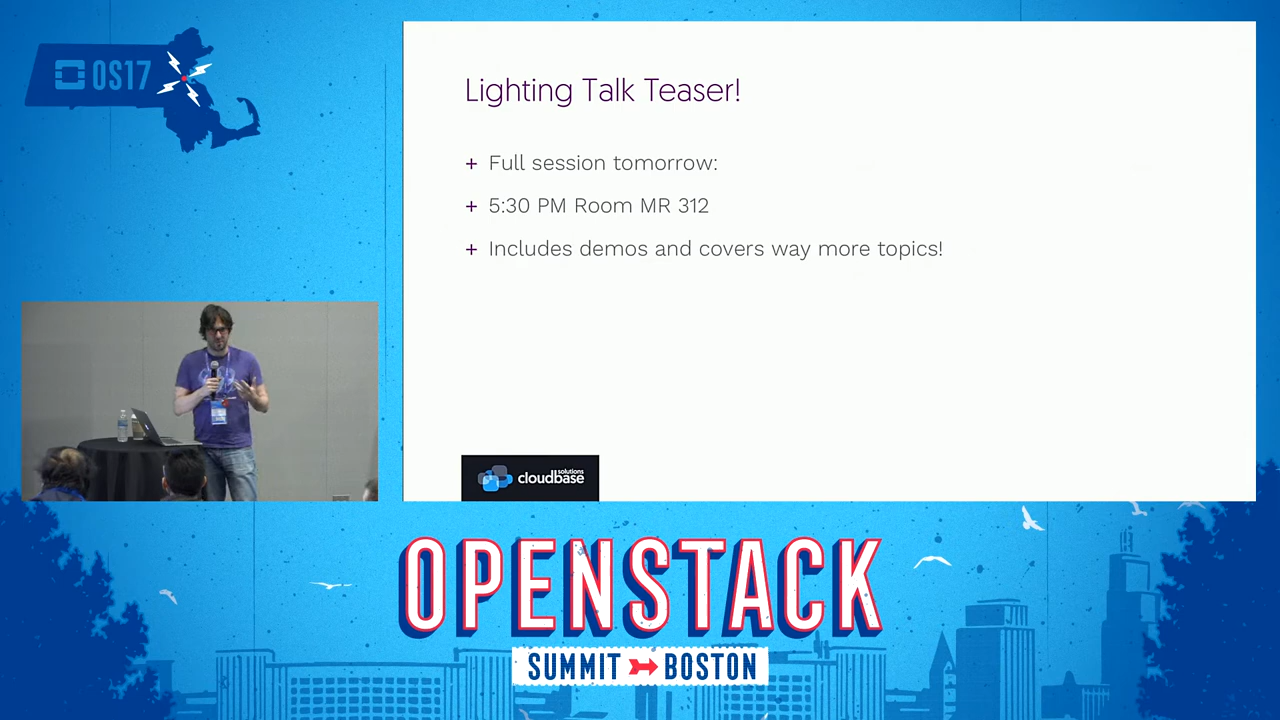 OS17
Lighting Talk Teaser!
+ Full session tomorrow:
+ 5:30 PM Room MR 312
+ Includes demos and covers way more topics!
cloudbase
solutions
OPENSTACK
SUMMIT BOSTON